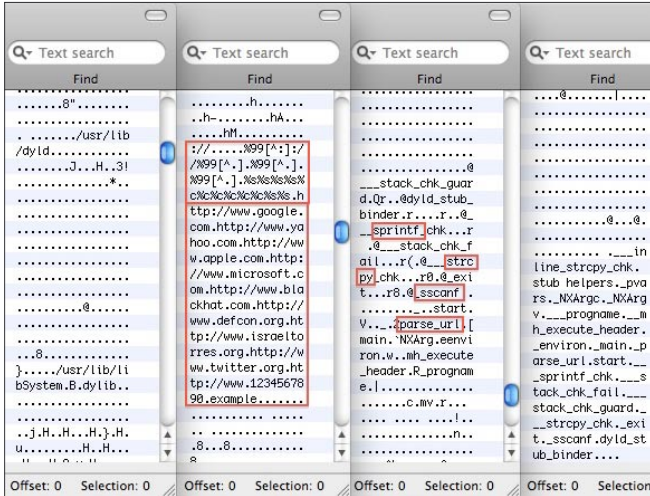 Text search
Find
.......8".........
. ....../usr/lib
/dyld...........
........J...H..3!
..............*..
..........@......
...8............
}...../usr/lib/li
bSystem.B.dylib..
..j.H..H...H.}.H.
u.........H..H...
Offset: 0 Selection: 0
Text search
Find
..........h......
..h-.......hA...
.....hM..........
://.....%99[^:]:/
/%99[^.].%99[^.].
%99[^.].%s%s%s%s%
c%c%c%c%c%s%s.h
ttp://www.google.
com.http://www.ya
hoo.com.http://ww
w.apple.com.http:
//www.microsoft.c
om.http://www.bla
ckhat.com.http://
www.defcon.org.ht
tp://www.israelto
rres.org.http://w
ww.twitter.org.ht
tp://www.12345678
90.example.......
.8...8..........
Offset: 0 Selection: 0
Text search
Find
................@
___stack_chk_guar
d.Qr..@dyld_stub_
binder.r....r..@_
__sprintf_chk...r
.@___stack_chk_f
ail...r(.@___strc
py_chk...r0.@_exi
t...r8.@_sscanf.
........_..start.
V.._.2parse_url.[
main.`NXArg.eenvi
ron.w..mh_execute
_header.R_prognam
e.|..............
.......c.mv.r....
..... .... ....!..
..............n..
Offset: 0 Selection: 0
Text search
Find
....@.......|....
..........@...@..
......... .___in
line_strcpy_chk.
stub helpers._pva
rs._NXArgc._NXArg
v.___progname.__m
h_execute_header.
_environ._main._p
arse_url.start.__
_sprintf_chk.___s
tack_chk_fail.___
stack_chk_guard._
__strcpy_chk._exi
t._sscanf.dyld_st
ub_binder....
Offset: 0 Selection